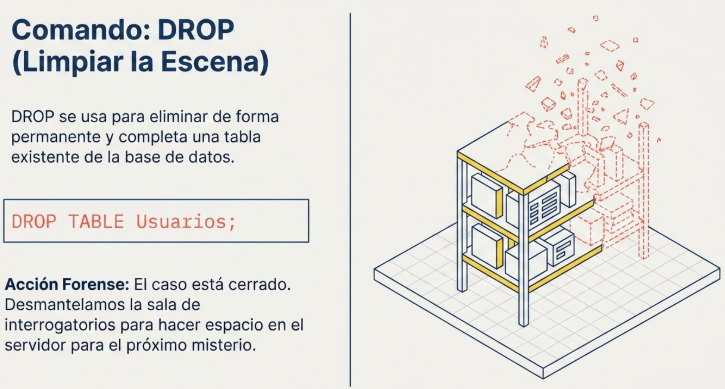 Comando: DROP
(Limpiar la Escena)
DROP se usa para eliminar de forma
permanente y completa una tabla
existente de la base de datos.
DROP TABLE Usuarios;
Acción Forense: El caso está cerrado.
Desmantelamos la sala de
interrogatorios para hacer espacio en el
servidor para el próximo misterio.